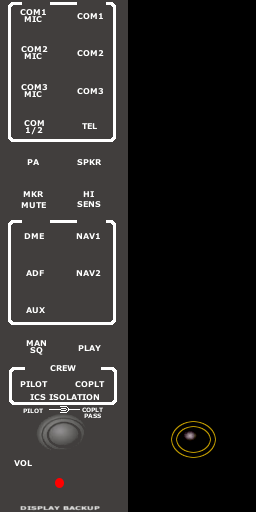 COM1
MIC
COM1
COM2
MIC
COM2
COM3
MIC
COM3
COM
1/2
TEL
PA
SPKR
MKR
MUTE
HI
SENS
DME
NAV1
ADF
NAV2
AUX
MAN
SQ
PLAY
CREW
PILOT
COPLT
ICS ISOLATION
PILOT
COPLT
PASS
VOL
DISPLAY BACKUP